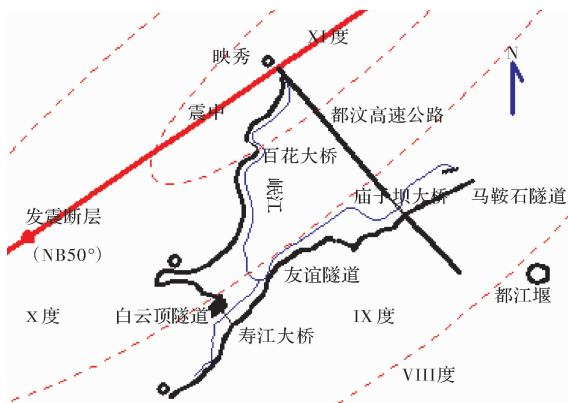 映秀
XI度
N
震中
都汶高速公路
百花大桥
岷江
庙子坝大桥
马鞍石隧道
发震断层
(NB50°)
友谊隧道
都江堰
X度
白云顶隧道
IX度
寿江大桥
VIII度